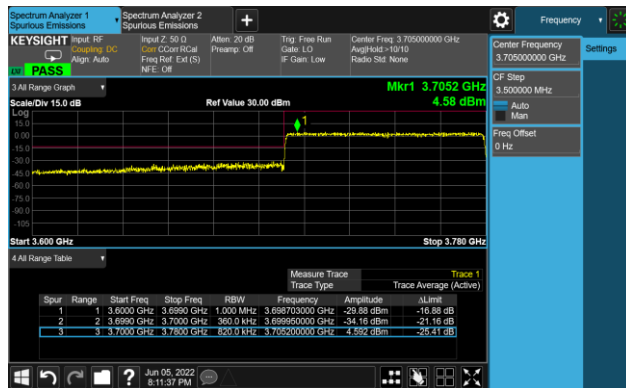 Spectrum Analyzer 1
Spurious Emissions
Spectrum Analyzer 2
Spurious Emissions
+
Frequency
KEYSIGHT
Input: RF
Coupling: DC
Align: Auto
Input Z: 50 Ω
Corr CCorr RCal
Freq Ref: Ext (S)
NFE: Off
Atten: 20 dB
Preamp: Off
Trig: Free Run
Gate: LO
IF Gain: Low
Center Freq: 3.705000000 GHz
Avg|Hold:>10/10
Radio Std: None
LXI PASS
Center Frequency
3.705000000 GHz
Settings
CF Step
3.500000 MHz
Auto
Man
Freq Offset
0 Hz
3 All Range Graph
Mkr1 3.7052 GHz
Scale/Div 15.0 dB
Ref Value 30.00 dBm
4.58 dBm
Log
15.0
0.00
-15.0
-30.0
-45.0
-60.0
-75.0
-90.0
-105
1
Start 3.600 GHz
Stop 3.780 GHz
4 All Range Table
Measure Trace Trace 1
Trace Type Trace Average (Active)
Spur Range Start Freq Stop Freq RBW Frequency Amplitude ΔLimit
1 1 3.6000 GHz 3.6990 GHz 1.000 MHz 3.698703000 GHz -29.88 dBm -16.88 dB
2 2 3.6990 GHz 3.7000 GHz 360.0 kHz 3.699950000 GHz -34.16 dBm -21.16 dB
3 3 3.7000 GHz 3.7800 GHz 820.0 kHz 3.705200000 GHz 4.592 dBm -25.41 dB
?
Jun 05, 2022
8:11:37 PM